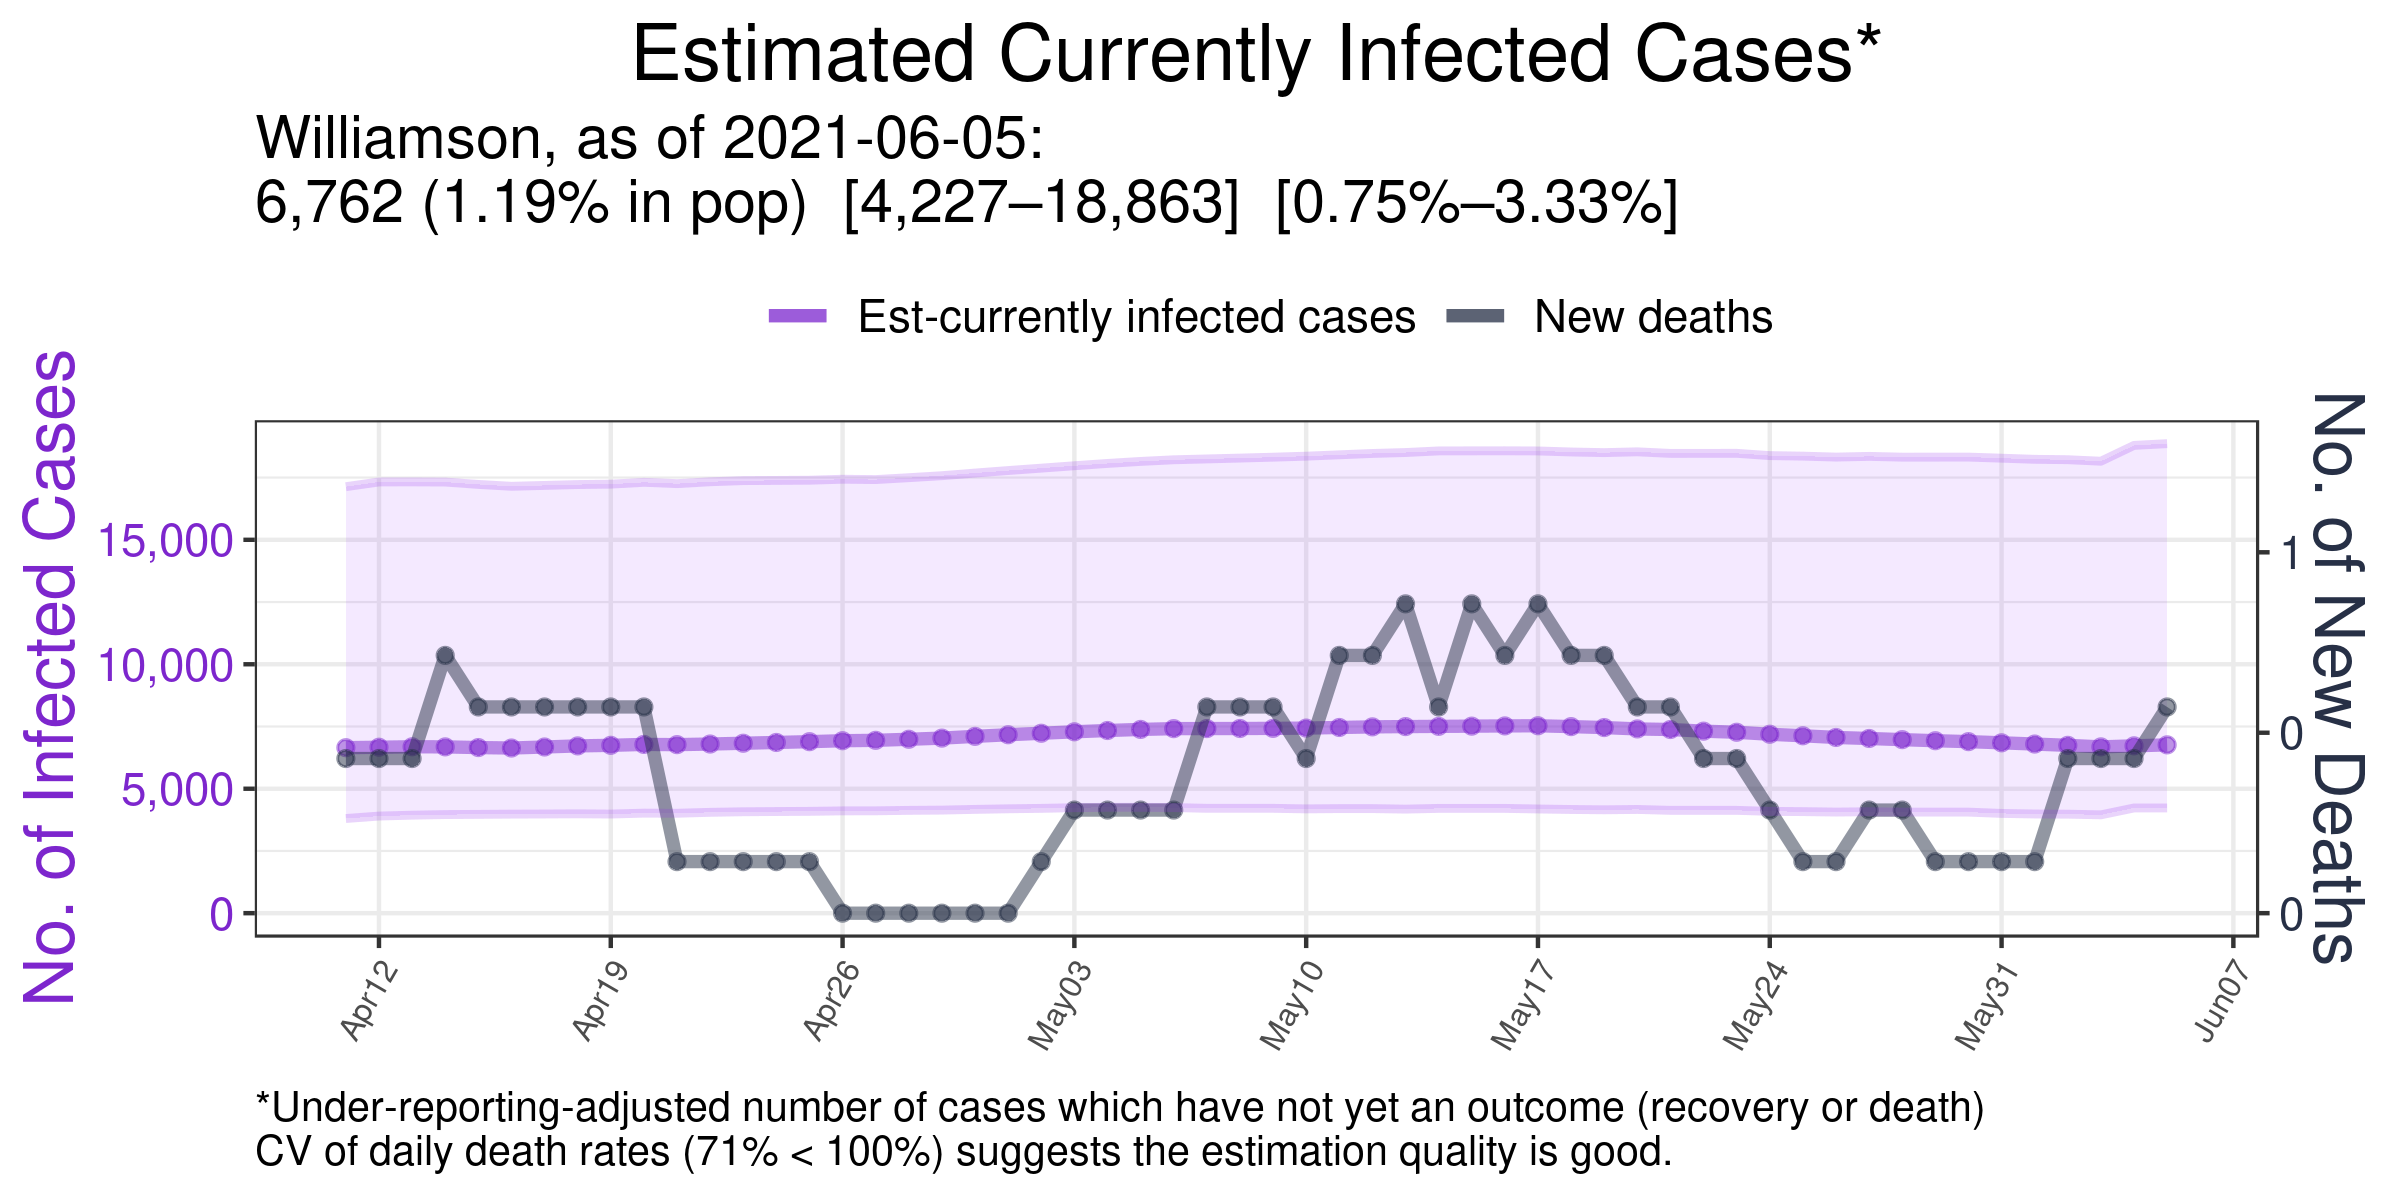 Estimated Currently Infected Cases*
Williamson, as of 2021-06-05:
6,762 (1.19% in pop)  [4,227–18,863]  [0.75%–3.33%]
Est-currently infected cases
New deaths
No. of Infected Cases
15,000
10,000
5,000
0
1
0
0
No. of New Deaths
Apr12
Apr19
Apr26
May03
May10
May17
May24
May31
Jun07
*Under-reporting-adjusted number of cases which have not yet an outcome (recovery or death)
CV of daily death rates (71% < 100%) suggests the estimation quality is good.